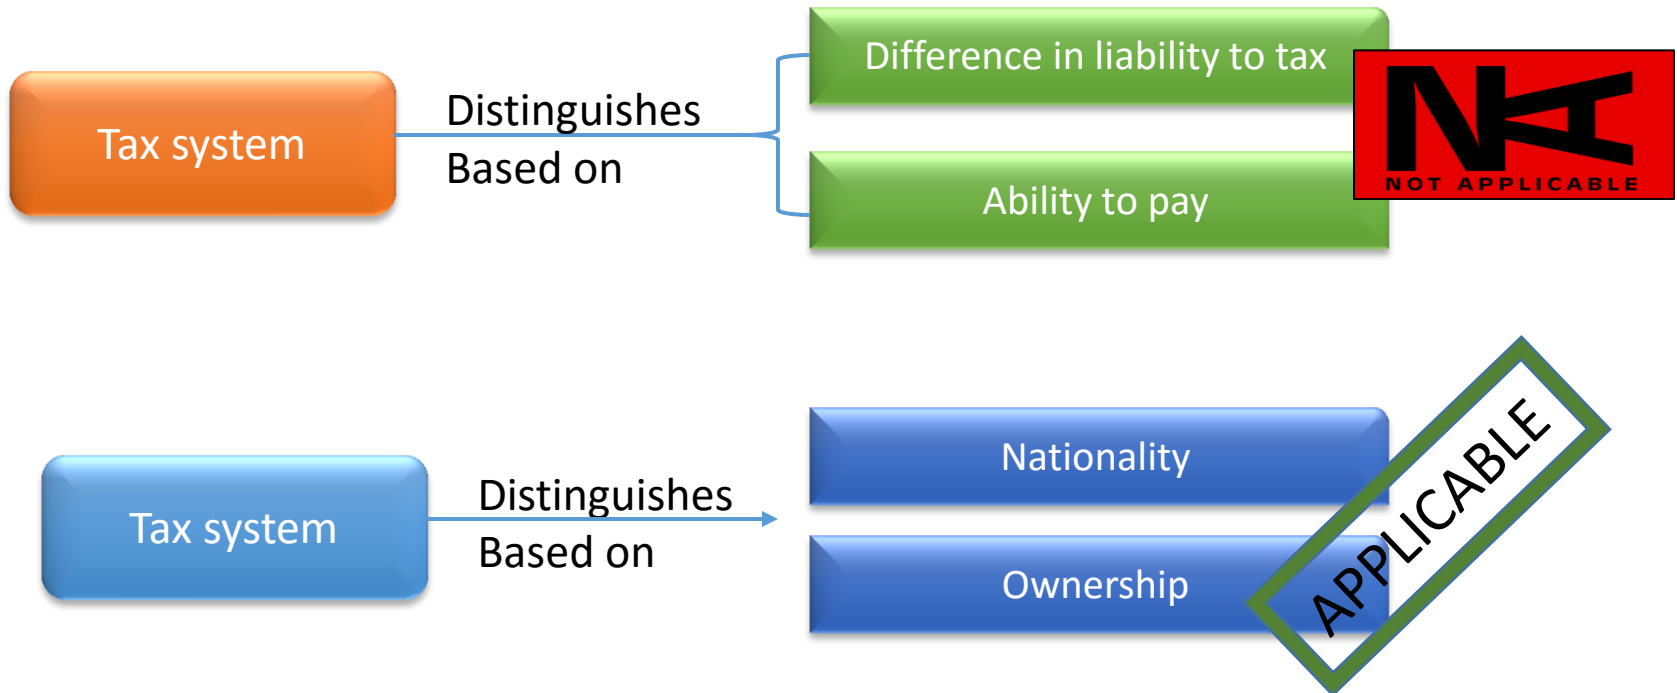 Difference in liability to tax
Tax system
Distinguishes
Based on
NA
NOT APPLICABLE
Ability to pay
Nationality
Tax system
Distinguishes
Based on
Ownership
APPLICABLE